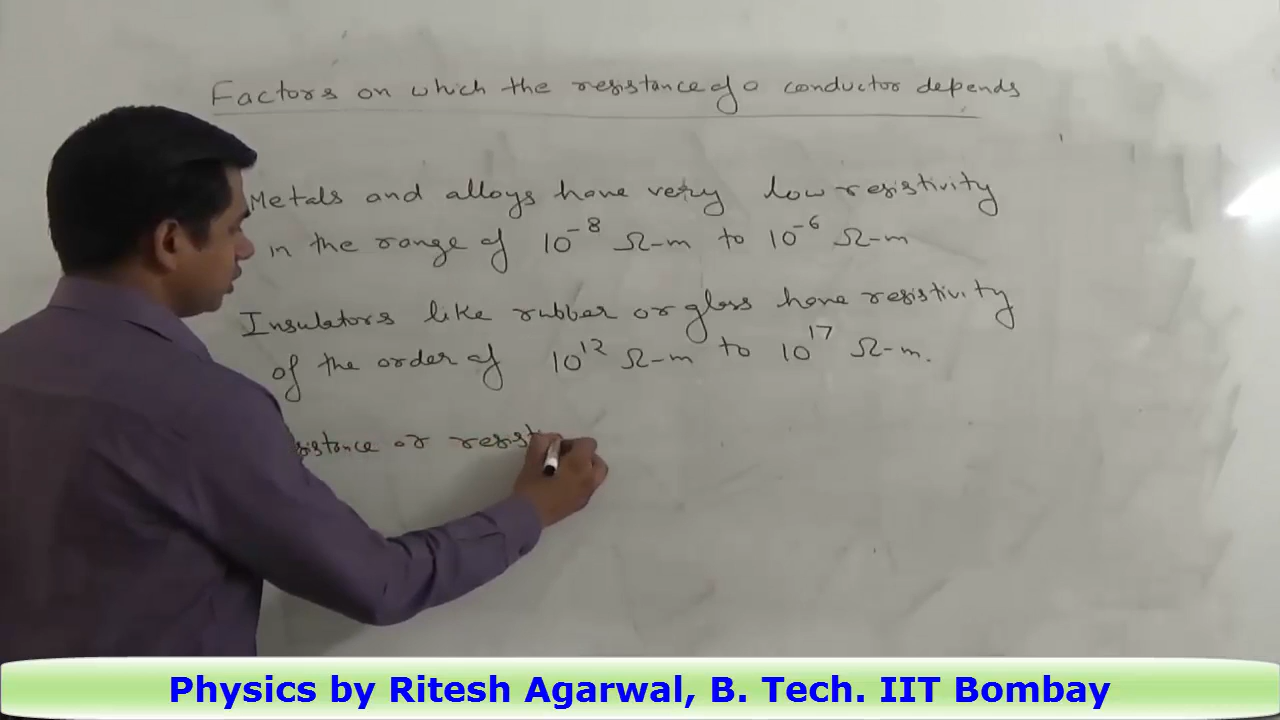 Factors on which the resistance of a conductor depends
Metals and alloys have very low resistivity
in the range of 10⁻⁸ Ω-m to 10⁻⁶ Ω-m
Insulators like rubber or glass have resistivity
of the order of 10¹² Ω-m to 10¹⁷ Ω-m.
sistance or resist
Physics by Ritesh Agarwal, B. Tech. IIT Bombay